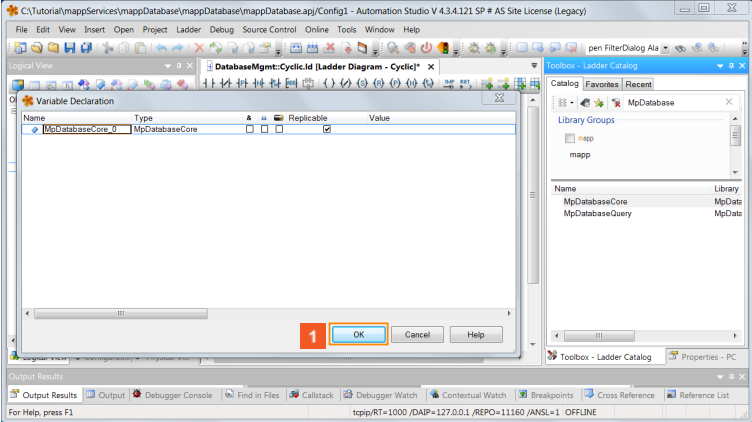 C:\Tutorial\mappServices\mappDatabase\mappDatabase\mappDatabase.apj/Config1 - Automation Studio V 4.3.4.121 SP # AS Site License (Legacy)
File Edit View Insert Open Project Ladder Debug Source Control Online Tools Window Help
pen FilterDialog Ala
Logical View
DatabaseMgmt::Cyclic.ld [Ladder Diagram - Cyclic]* X
Toolbox - Ladder Catalog
Catalog Favorites Recent
Variable Declaration
MpDatabase
Name Type & Replicable Value
MpDatabaseCore_0 MpDatabaseCore
Library Groups
mapp
mapp
Name Library
MpDatabaseCore MpData
MpDatabaseQuery MpData
1 OK Cancel Help
Logical View
Toolbox - Ladder Catalog Properties - PC
Output Results
Output Results Output Debugger Console Find in Files Callstack Debugger Watch Contextual Watch Breakpoints Cross Reference Reference List
For Help, press F1 tcpip/RT=1000 /DAIP=127.0.0.1 /REPO=11160 /ANSL=1 OFFLINE